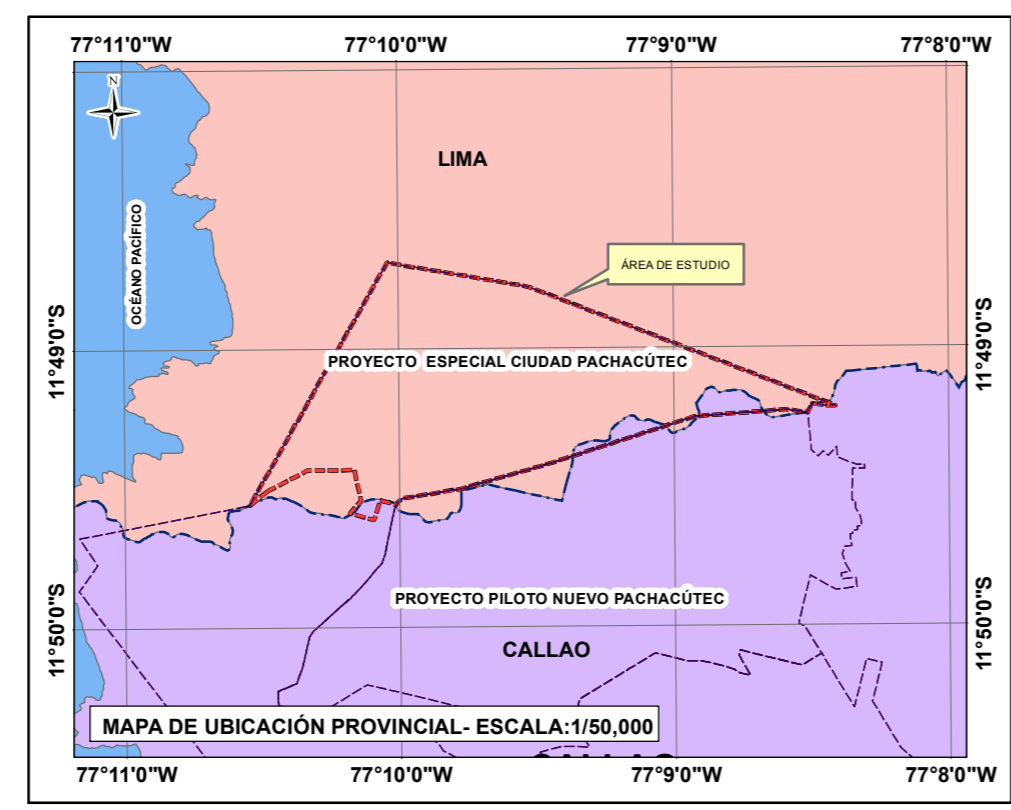 77°11'0"W 77°10'0"W 77°9'0"W 77°8'0"W
N
LIMA
OCÉANO PACÍFICO
ÁREA DE ESTUDIO
11°49'0"S
11°49'0"S
PROYECTO ESPECIAL CIUDAD PACHACÚTEC
11°50'0"S
11°50'0"S
PROYECTO PILOTO NUEVO PACHACÚTEC
CALLAO
MAPA DE UBICACIÓN PROVINCIAL- ESCALA:1/50,000
77°11'0"W 77°10'0"W 77°9'0"W 77°8'0"W